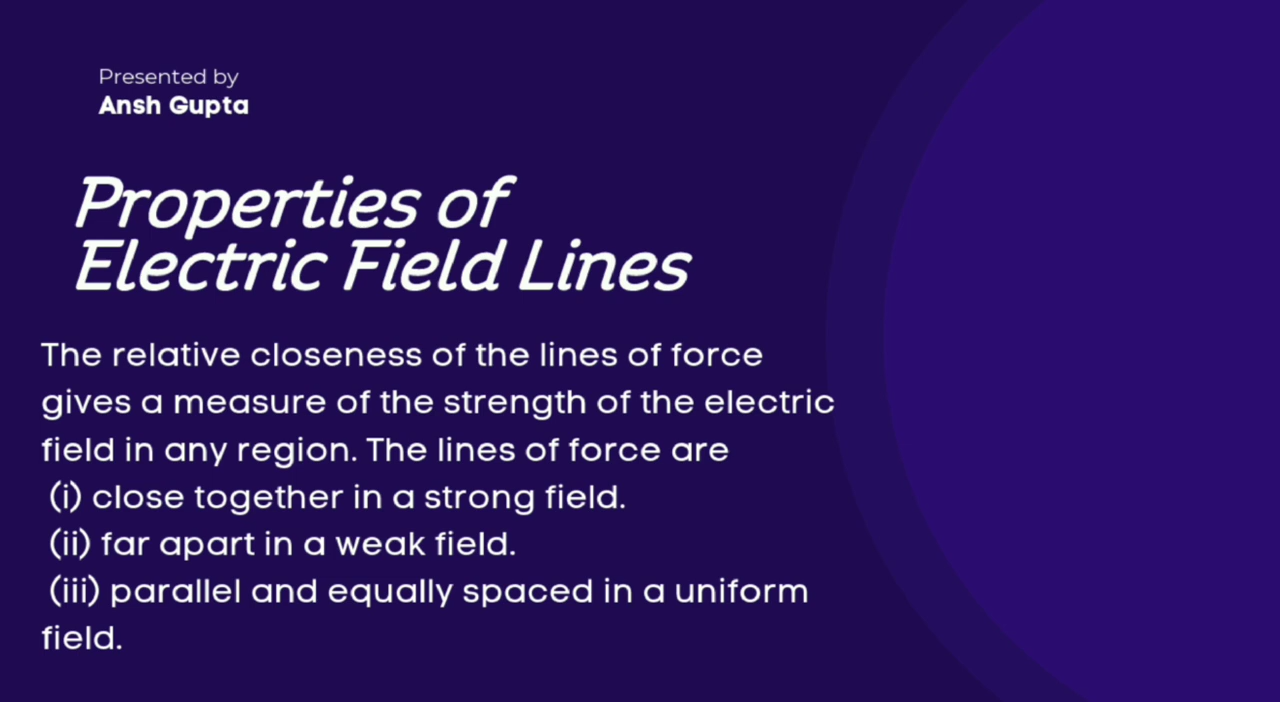 Presented by
Ansh Gupta
Properties of
Electric Field Lines
The relative closeness of the lines of force
gives a measure of the strength of the electric
field in any region. The lines of force are
(i) close together in a strong field.
(ii) far apart in a weak field.
(iii) parallel and equally spaced in a uniform
field.